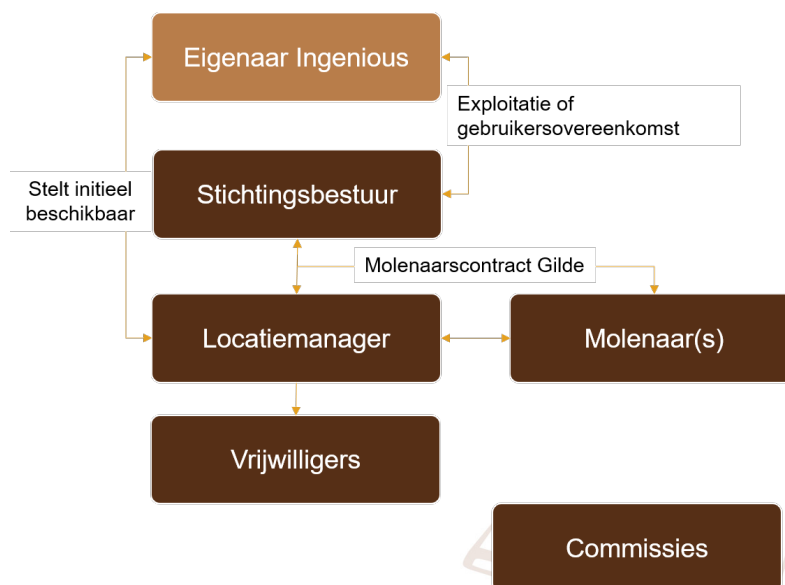 Eigenaar Ingenious
Exploitatie of
gebruikersovereenkomst
Stichtingsbestuur
Stelt initieel
beschikbaar
Molenaarscontract Gilde
Locatiemanager
Molenaar(s)
Vrijwilligers
Commissies